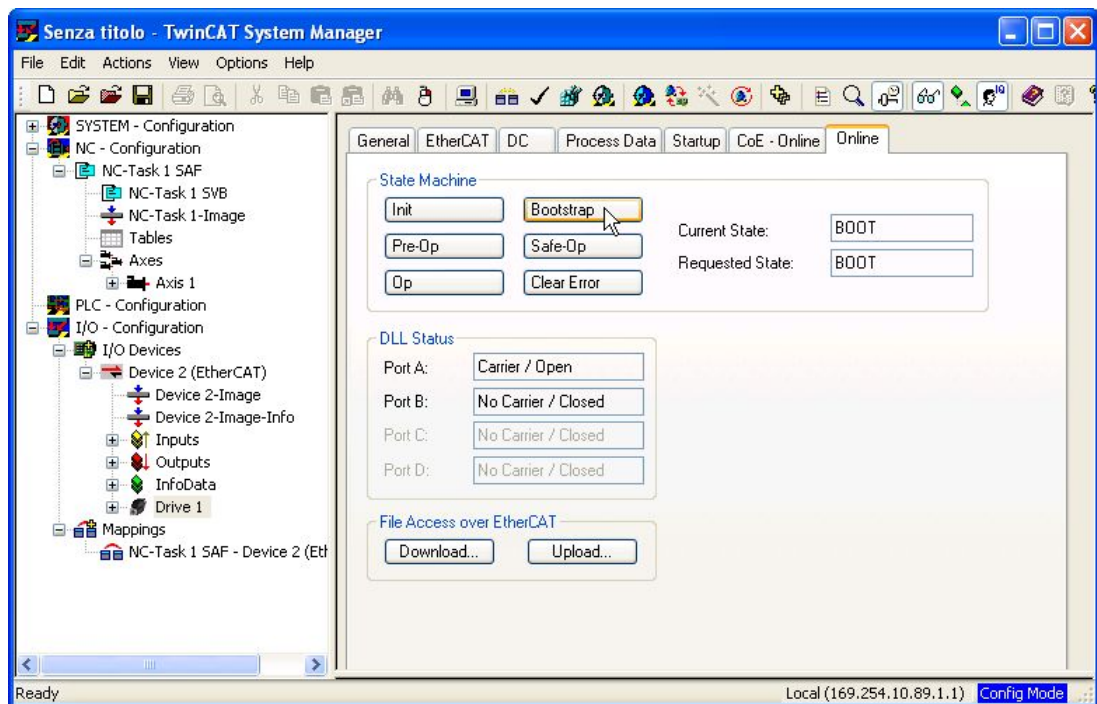 Senza titolo - TwinCAT System Manager
File Edit Actions View Options Help
SYSTEM - Configuration
NC - Configuration
NC-Task 1 SAF
NC-Task 1 SVB
NC-Task 1-Image
Tables
Axes
Axis 1
PLC - Configuration
I/O - Configuration
I/O Devices
Device 2 (EtherCAT)
Device 2-Image
Device 2-Image-Info
Inputs
Outputs
InfoData
Drive 1
Mappings
NC-Task 1 SAF - Device 2 (Eth
General EtherCAT DC Process Data Startup CoE - Online Online
State Machine
Init Bootstrap
Pre-Op Safe-Op
Op Clear Error
Current State: BOOT
Requested State: BOOT
DLL Status
Port A: Carrier / Open
Port B: No Carrier / Closed
Port C: No Carrier / Closed
Port D: No Carrier / Closed
File Access over EtherCAT
Download... Upload...
Ready Local (169.254.10.89.1.1) Config Mode